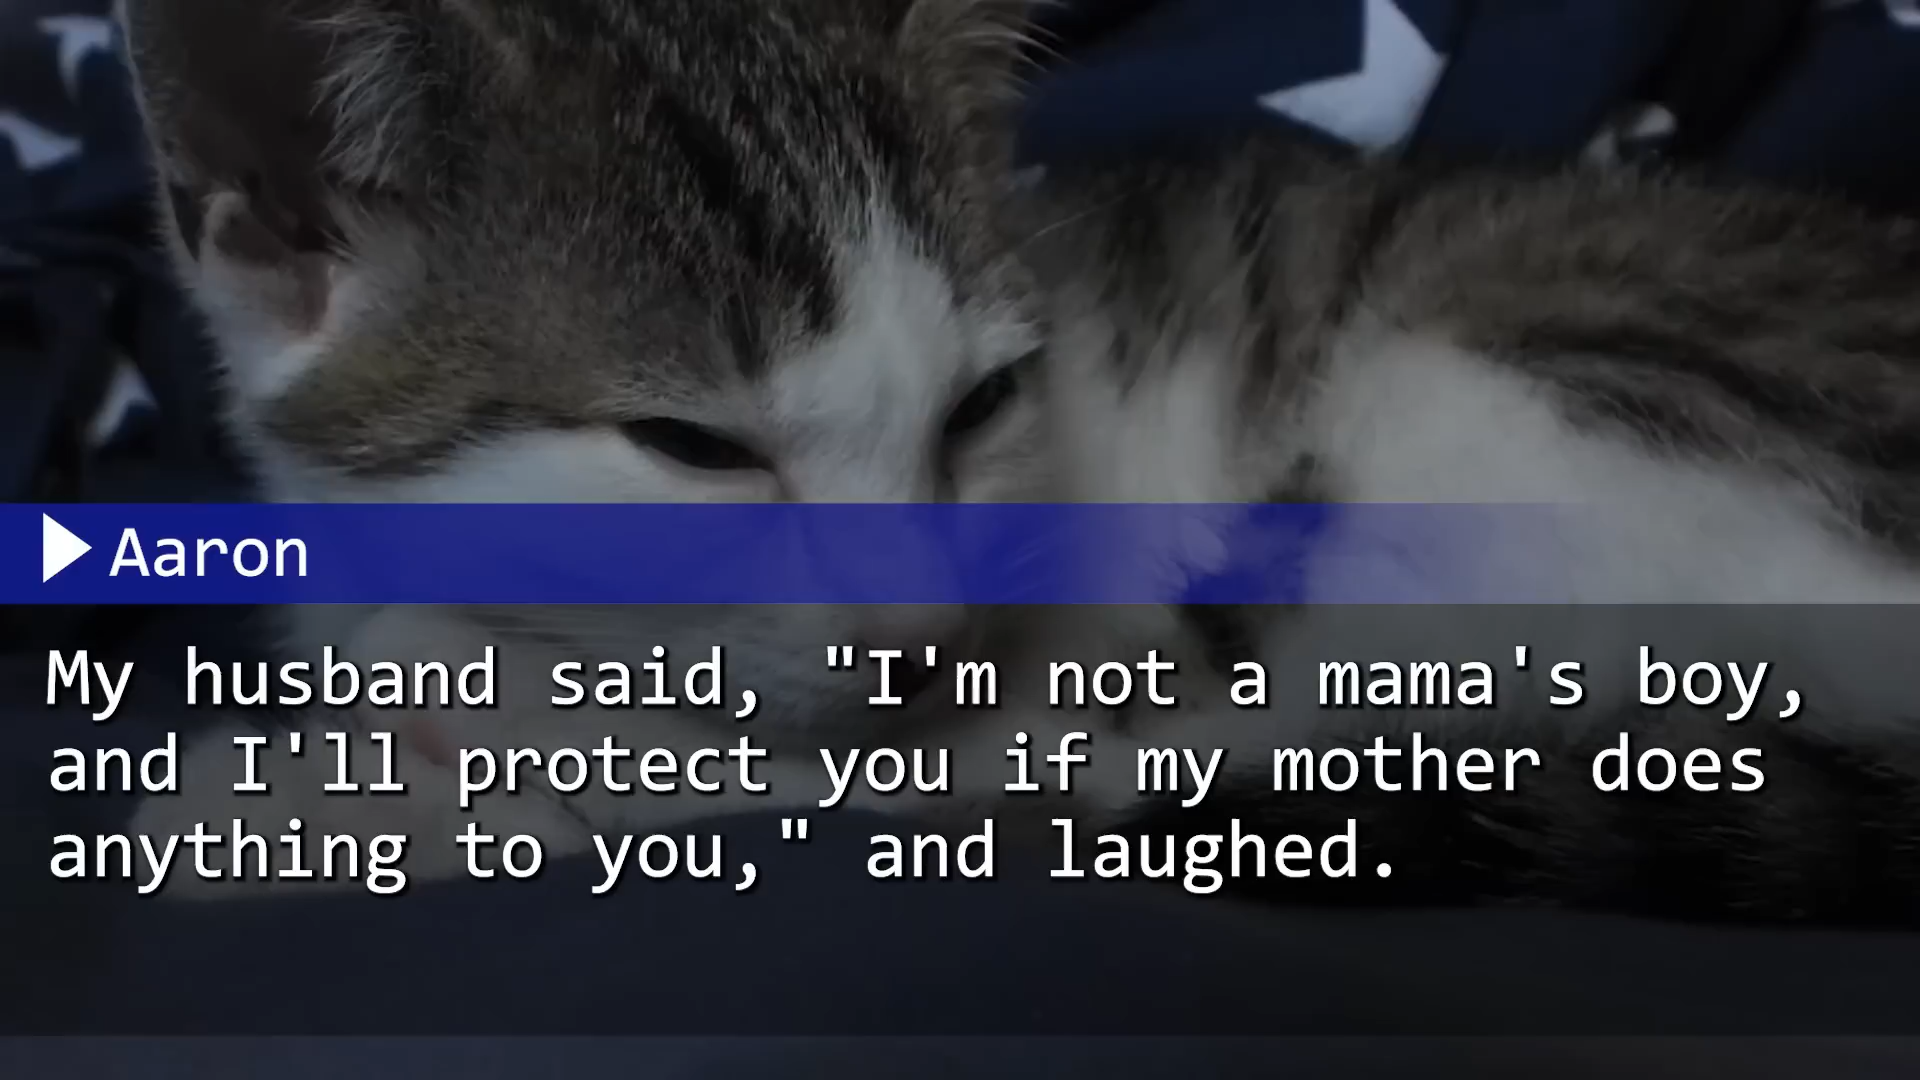 Aaron
My husband said, "I'm not a mama's boy,
and I'll protect you if my mother does
anything to you," and laughed.